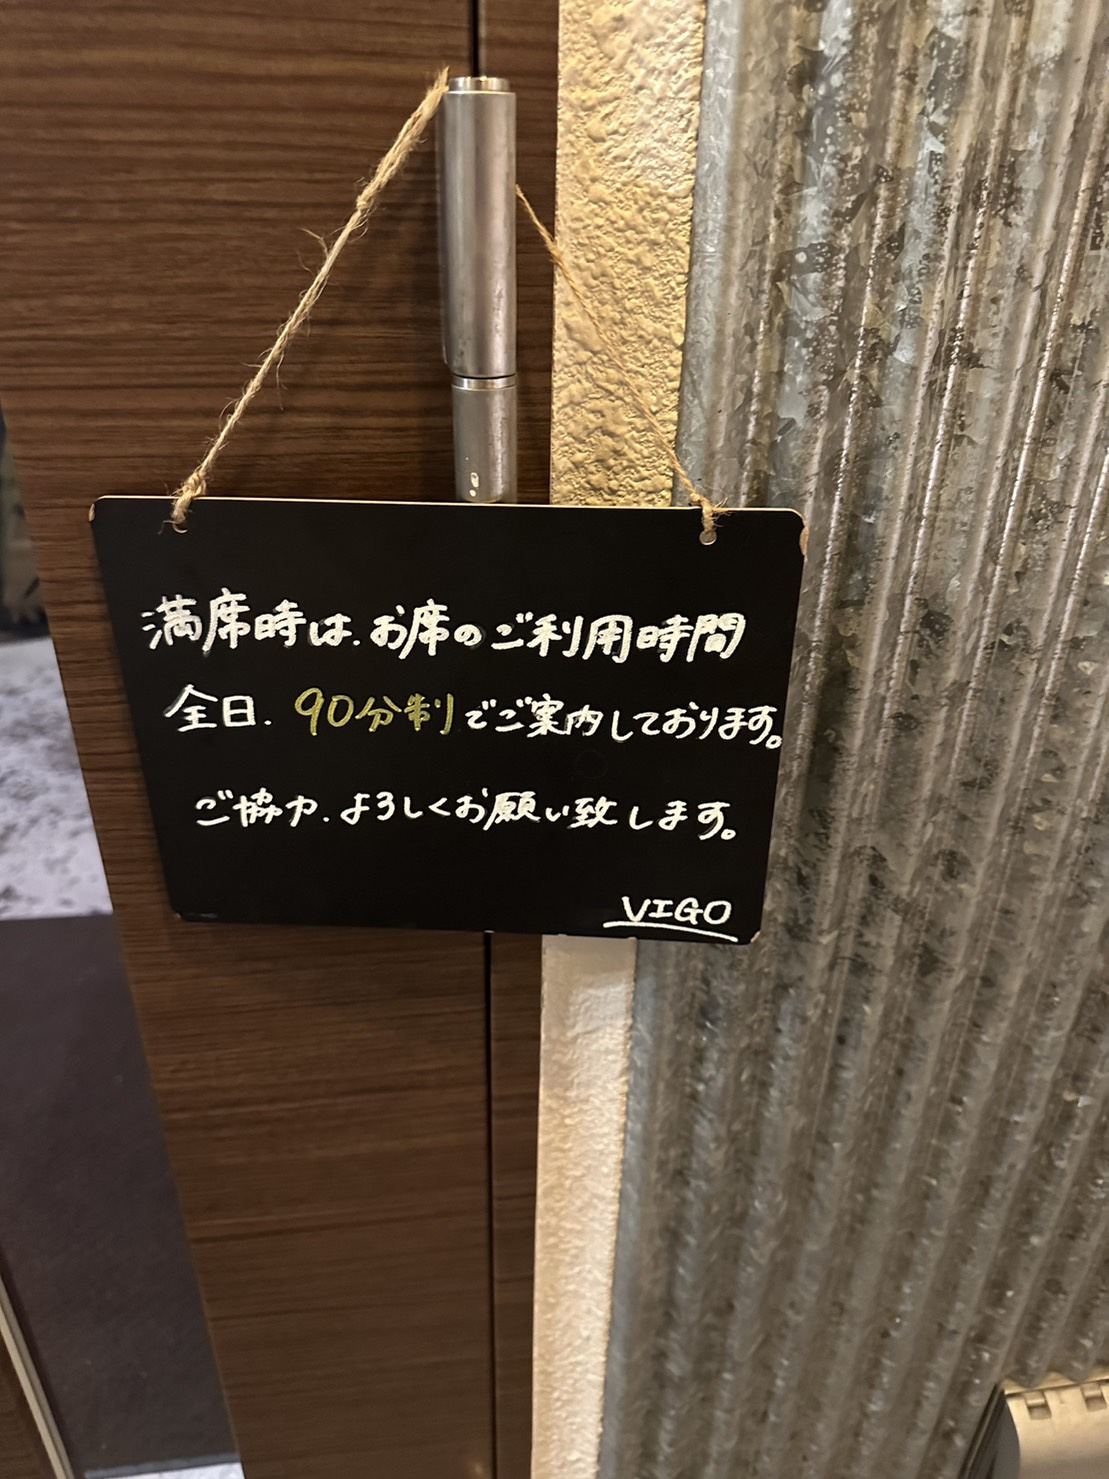 満席時は、お席のご利用時間
全日、90分制でご案内しております。
ご協力、よろしくお願い致します。
VIGO